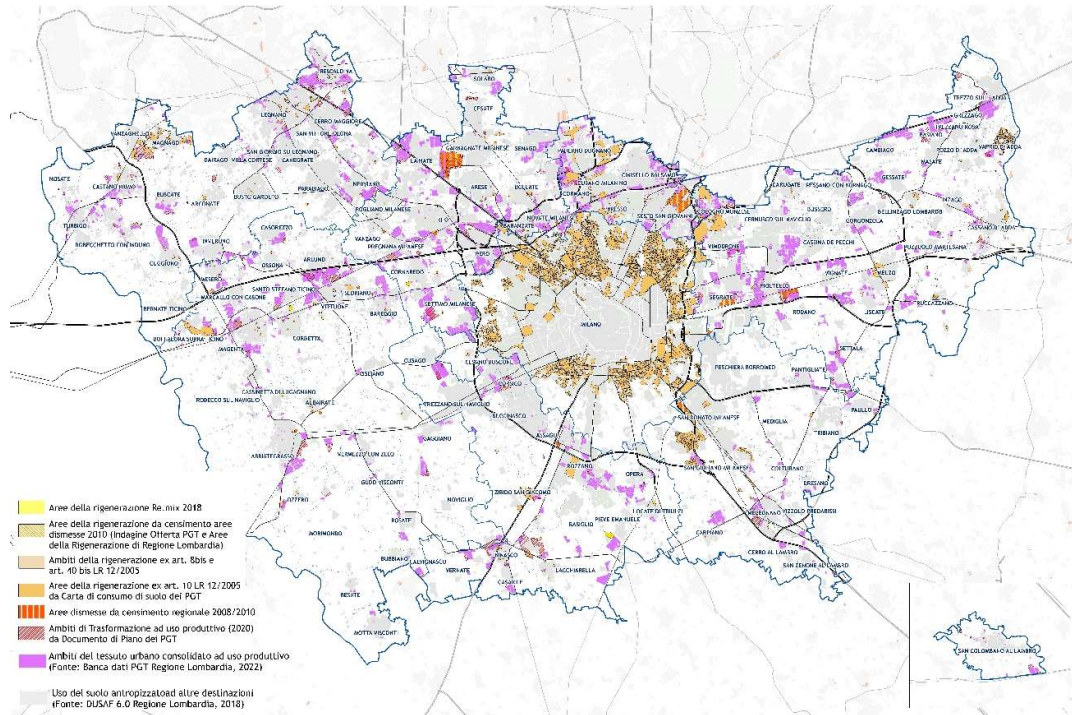 RESCALDINA
SOLARO
CESATE
LEGNANO
CERRO MAGGIORE
SAN GIORGIO SU LEGNANO
VILLA CORTESE
CANEGRATE
DAIRAGO
BUSTO GAROLFO
PARABIAGO
NERVIANO
LAINATE
GARBAGNATE MILANESE
SENAGO
PADERNO DUGNANO
CINISELLO BALSAMO
CUSANO MILANINO
CORMANO
BRESSO
SESTO SAN GIOVANNI
COLOGNO MONZESE
ARESE
BOLLATE
NOVATE MILANESE
BARANZATE
RHO
POGLIANO MILANESE
VANZAGO
PREGNANA MILANESE
PERO
CORNAREDO
SETTIMO MILANESE
VANZAGHELLO
MAGNAGO
NOSATE
CASTANO PRIMO
TURBIGO
BUSCATE
ARCONATE
ROBECCHETTO CON INDUNO
CUGGIONO
INVERUNO
CASOREZZO
OSSONA
ARLUNO
MESERO
MARCALLO CON CASONE
SANTO STEFANO TICINO
SEDRIANO
VITTUONE
BAREGGIO
BERNATE TICINO
BOFFALORA SOPRA TICINO
MAGENTA
CORBETTA
CUSAGO
CISLIANO
CASSINETTA DI LUGAGNANO
ROBECCO SUL NAVIGLIO
ALBAIRATE
ABBIATEGRASSO
VERMEZZO CON ZELO
GAGGIANO
TREZZANO SUL NAVIGLIO
CESANO BOSCONE
CORSICO
BUCCINASCO
ASSAGO
MILANO
TREZZO SULL'ADDA
GREZZAGO
TREZZANO ROSA
BASIANO
POZZO D'ADDA
VAPRIO D'ADDA
MASATE
CAMBIAGO
GESSATE
INZAGO
BELLINZAGO LOMBARDO
CASSANO D'ADDA
CARUGATE
PESSANO CON BORNAGO
BUSSERO
GORGONZOLA
CERNUSCO SUL NAVIGLIO
CASSINA DE PECCHI
VIMODRONE
POZZUOLO MARTESANA
VIGNATE
MELZO
TRUCCAZZANO
LISCATE
PIOLTELLO
SEGRATE
RODANO
SETTALA
PESCHIERA BORROMEO
PANTIGLIATE
PAULLO
MEDIGLIA
TRIBIANO
SAN DONATO MILANESE
SAN GIULIANO MILANESE
COLTURANO
DRESANO
MELEGNANO
VIZZOLO PREDABISSI
CARPIANO
CERRO AL LAMBRO
SAN ZENONE AL LAMBRO
ROZZANO
OPERA
LOCATE DI TRIULZI
PIEVE EMANUELE
BASIGLIO
ZIBIDO SAN GIACOMO
LACCHIARELLA
NOVIGLIO
BINASCO
CASARILE
VERNATE
ROSATE
CALVIGNASCO
BUBBIANO
GUDO VISCONTI
OZZERO
MORIMONDO
BESATE
MOTTA VISCONTI
SAN COLOMBANO AL LAMBRO
Aree della rigenerazione Re.mix 2018
Aree della rigenerazione da censimento aree
dismesse 2010 (Indagine Offerta PGT e Aree
della Rigenerazione di Regione Lombardia)
Ambiti della rigenerazione ex art. 8bis e
art. 40 bis LR 12/2005
Aree della rigenerazione ex art. 10 LR 12/2005
da Carta di consumo di suolo dei PGT
Aree dismesse da censimento regionale 2008/2010
Ambiti di Trasformazione ad uso produttivo (2020)
da Documento di Piano dei PGT
Ambiti del tessuto urbano consolidato ad uso produttivo
(Fonte: Banca dati PGT Regione Lombardia, 2022)
Uso del suolo antropizzatoad altre destinazioni
(Fonte: DUSAF 6.0 Regione Lombardia, 2018)